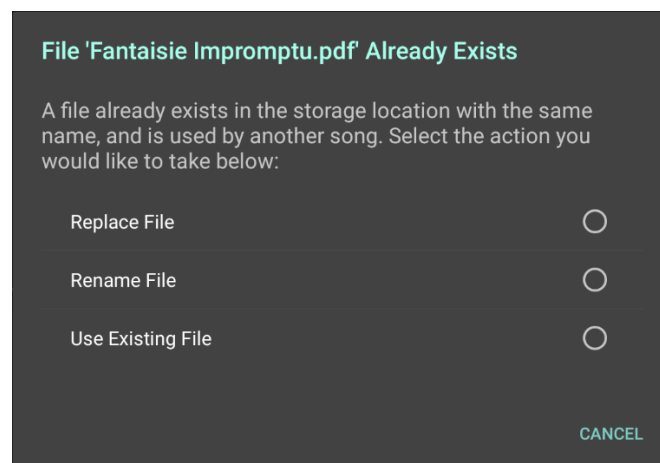 File 'Fantaisie Impromptu.pdf' Already Exists
A file already exists in the storage location with the same
name, and is used by another song. Select the action you
would like to take below:
Replace File
Rename File
Use Existing File
CANCEL